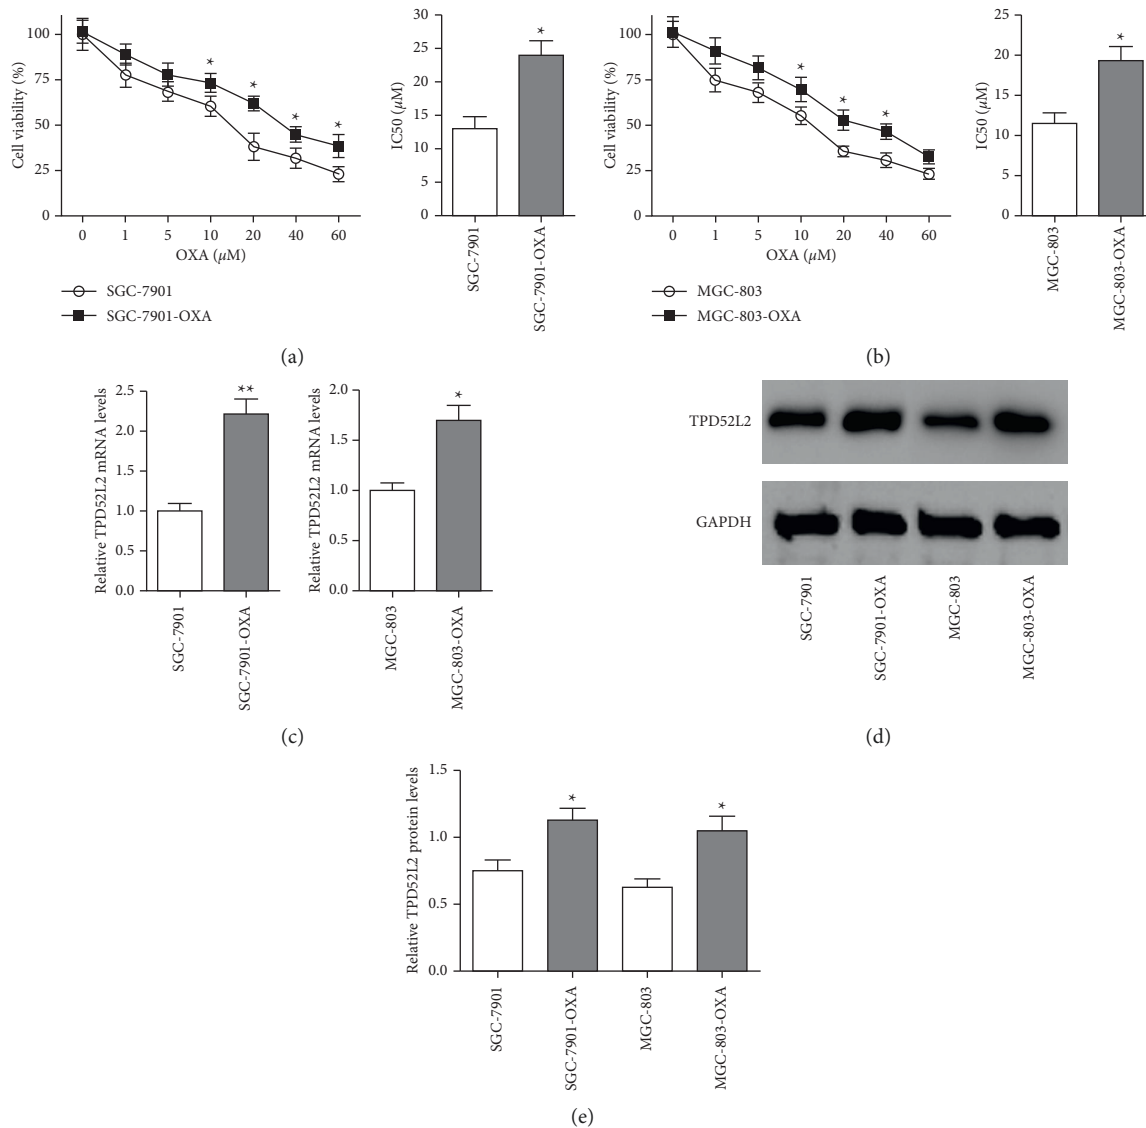 Cell viability (%)
100
75
50
25
0
* * * *
0 1 5 10 20 40 60
OXA (μM)
SGC-7901
SGC-7901-OXA
IC50 (μM)
30
25
20
15
10
5
0
*
SGC-7901
SGC-7901-OXA
(a)
Cell viability (%)
100
75
50
25
0
* * *
0 1 5 10 20 40 60
OXA (μM)
MGC-803
MGC-803-OXA
IC50 (μM)
25
20
15
10
5
0
*
MGC-803
MGC-803-OXA
(b)
Relative TPD52L2 mRNA levels
2.5
2.0
1.5
1.0
0.5
0.0
**
SGC-7901
SGC-7901-OXA
Relative TPD52L2 mRNA levels
2.0
1.5
1.0
0.5
0.0
*
MGC-803
MGC-803-OXA
(c)
TPD52L2
GAPDH
SGC-7901
SGC-7901-OXA
MGC-803
MGC-803-OXA
(d)
Relative TPD52L2 protein levels
1.5
1.0
0.5
0.0
* *
SGC-7901
SGC-7901-OXA
MGC-803
MGC-803-OXA
(e)